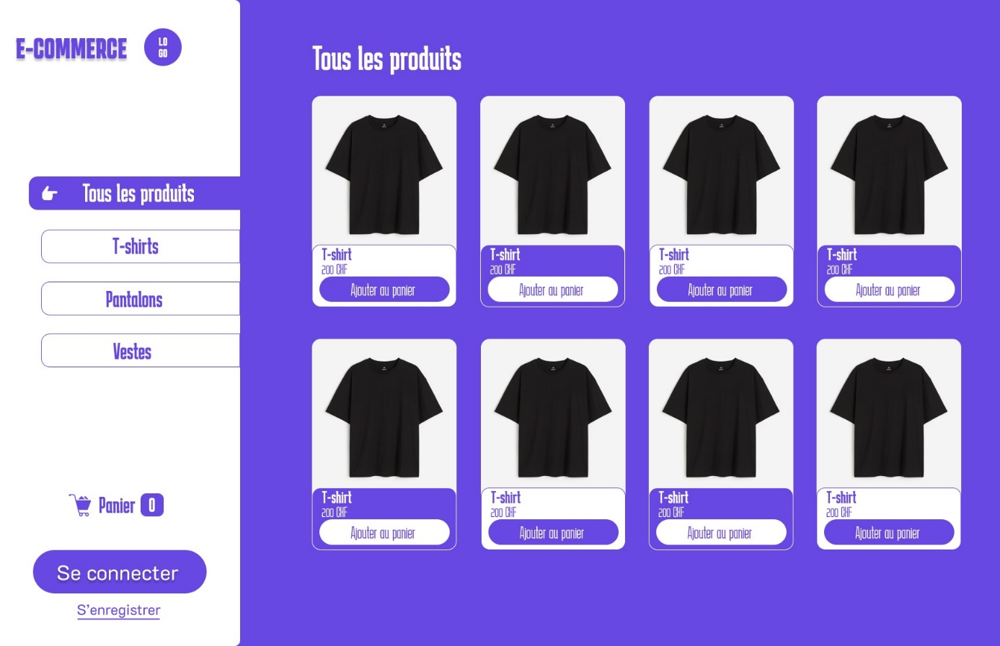 E-COMMERCE
LO
GO
Tous les produits
T-shirts
Pantalons
Vestes
Panier 0
Se connecter
S'enregistrer
Tous les produits
T-shirt
200 CHF
Ajouter au panier
T-shirt
200 CHF
Ajouter au panier
T-shirt
200 CHF
Ajouter au panier
T-shirt
200 CHF
Ajouter au panier
T-shirt
200 CHF
Ajouter au panier
T-shirt
200 CHF
Ajouter au panier
T-shirt
200 CHF
Ajouter au panier
T-shirt
200 CHF
Ajouter au panier